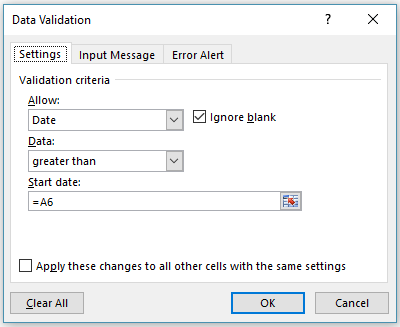 Data Validation ?
Settings Input Message Error Alert
Validation criteria
Allow:
Date Ignore blank
Data:
greater than
Start date:
=A6
Apply these changes to all other cells with the same settings
Clear All OK Cancel